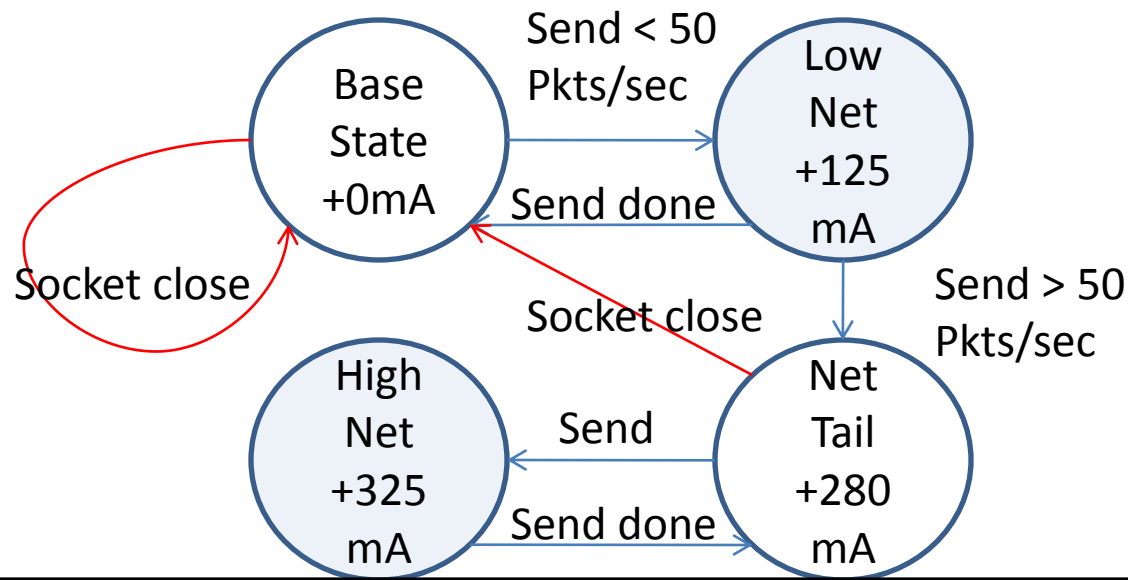 Base
State
+0mA
Send < 50
Pkts/sec
Low
Net
+125
mA
Send done
Socket close
Socket close
Send > 50
Pkts/sec
High
Net
+325
mA
Send
Send done
Net
Tail
+280
mA